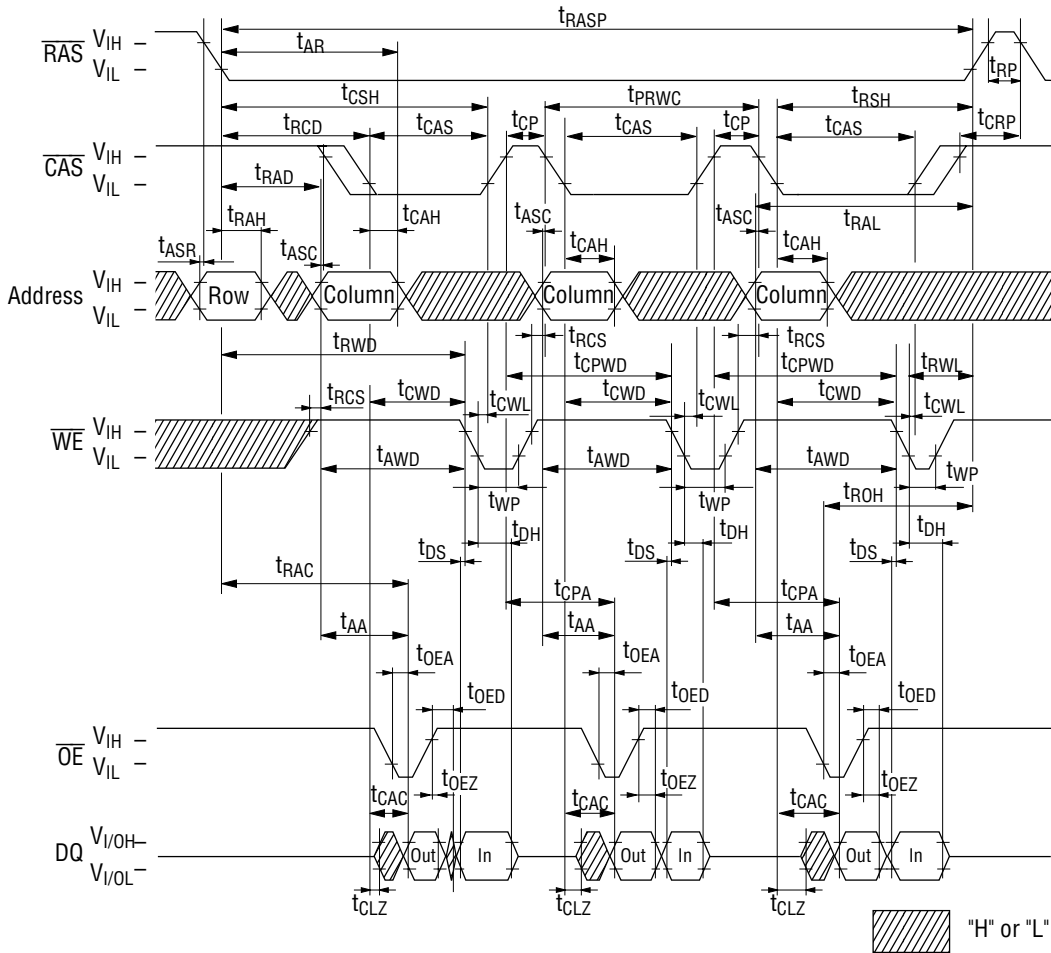 tRASP
tAR
RAS VIH
VIL
tRP
tCSH tPRWC tRSH
tRCD tCAS tCP tCAS tCP tCAS tCRP
CAS VIH
VIL
tRAD tCAH tRAL
tRAH tASC tASC
tASR tASC tCAH tCAH
Address VIH
VIL
Row Column Column Column
tRCS tRCS
tRWD tCPWD tCPWD tRWL
tRCS tCWD tCWL tCWD tCWL tCWD tCWL
WE VIH
VIL
tAWD tAWD tAWD
tWP tWP tWP
tROH
tDH tDH tDH
tDS tDS tDS
tRAC tCPA tCPA
tAA tAA tAA
tOEA tOEA tOEA
tOED tOED tOED
OE VIH
VIL
tOEZ tOEZ tOEZ
tCAC tCAC tCAC
DQ VI/OH
VI/OL
Out In Out In Out In
tCLZ tCLZ tCLZ
"H" or "L"